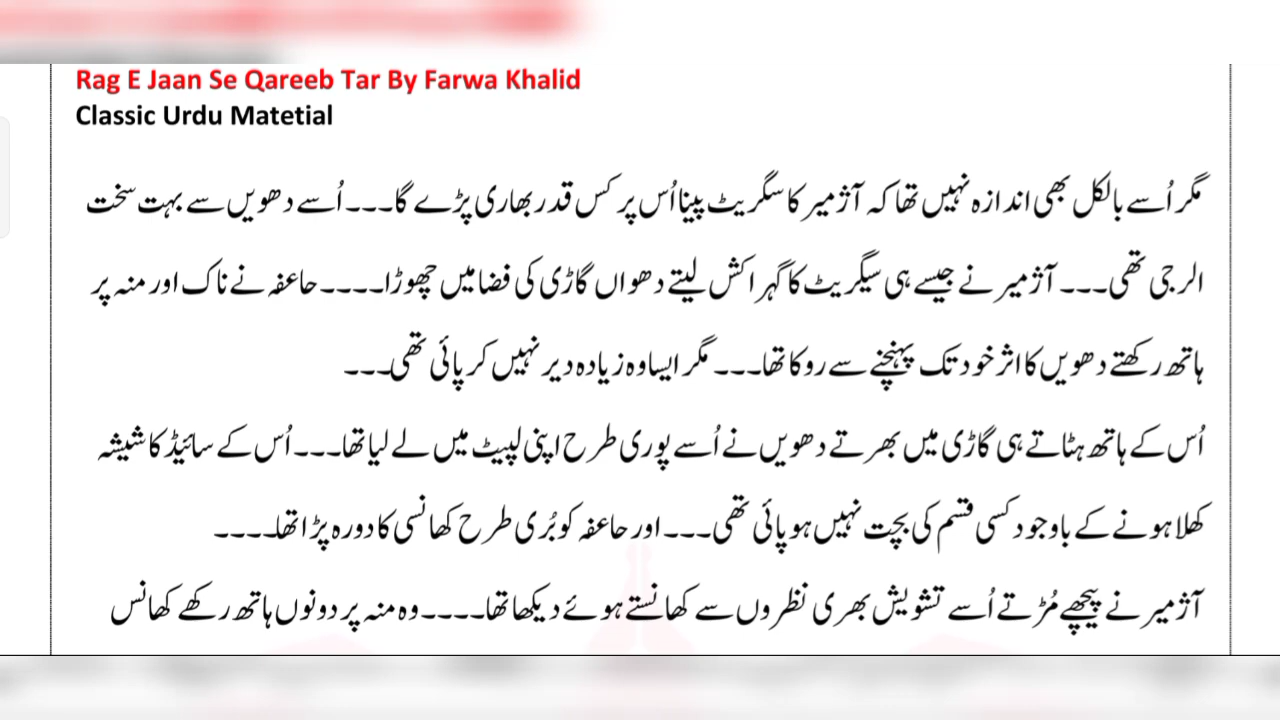 Rag E Jaan Se Qareeb Tar By Farwa Khalid
Classic Urdu Matetial
مگر اُسے بالکل بھی اندازہ نہیں تھا کہ آژمیر کا سگریٹ پینا اُس پر کس قدر بھاری پڑے گا۔۔۔ اُسے دھویں سے بہت سخت
الرجی تھی۔۔۔ آژمیر نے جیسے ہی سیگریٹ کا گہرا کش لیتے دھواں گاڑی کی فضا میں چھوڑا۔۔۔۔ حاعفہ نے ناک اور منہ پر
ہاتھ رکھتے دھویں کا اثر خود تک پہنچنے سے روکا تھا۔۔۔ مگر ایسا وہ زیادہ دیر نہیں کر پائی تھی۔۔۔
اُس کے ہاتھ ہٹاتے ہی گاڑی میں بھرتے دھویں نے اُسے پوری طرح اپنی لپیٹ میں لے لیا تھا۔۔۔ اُس کے سائیڈ کا شیشہ
کھلا ہونے کے باوجود کسی قسم کی بچت نہیں ہو پائی تھی۔۔۔ اور حاعفہ کو بُری طرح کھانسی کا دورہ پڑا تھا۔۔۔۔
آژمیر نے پیچھے مُڑتے اُسے تشویش بھری نظروں سے کھانستے ہوئے دیکھا تھا۔۔۔۔ وہ منہ پر دونوں ہاتھ رکھے کھانس